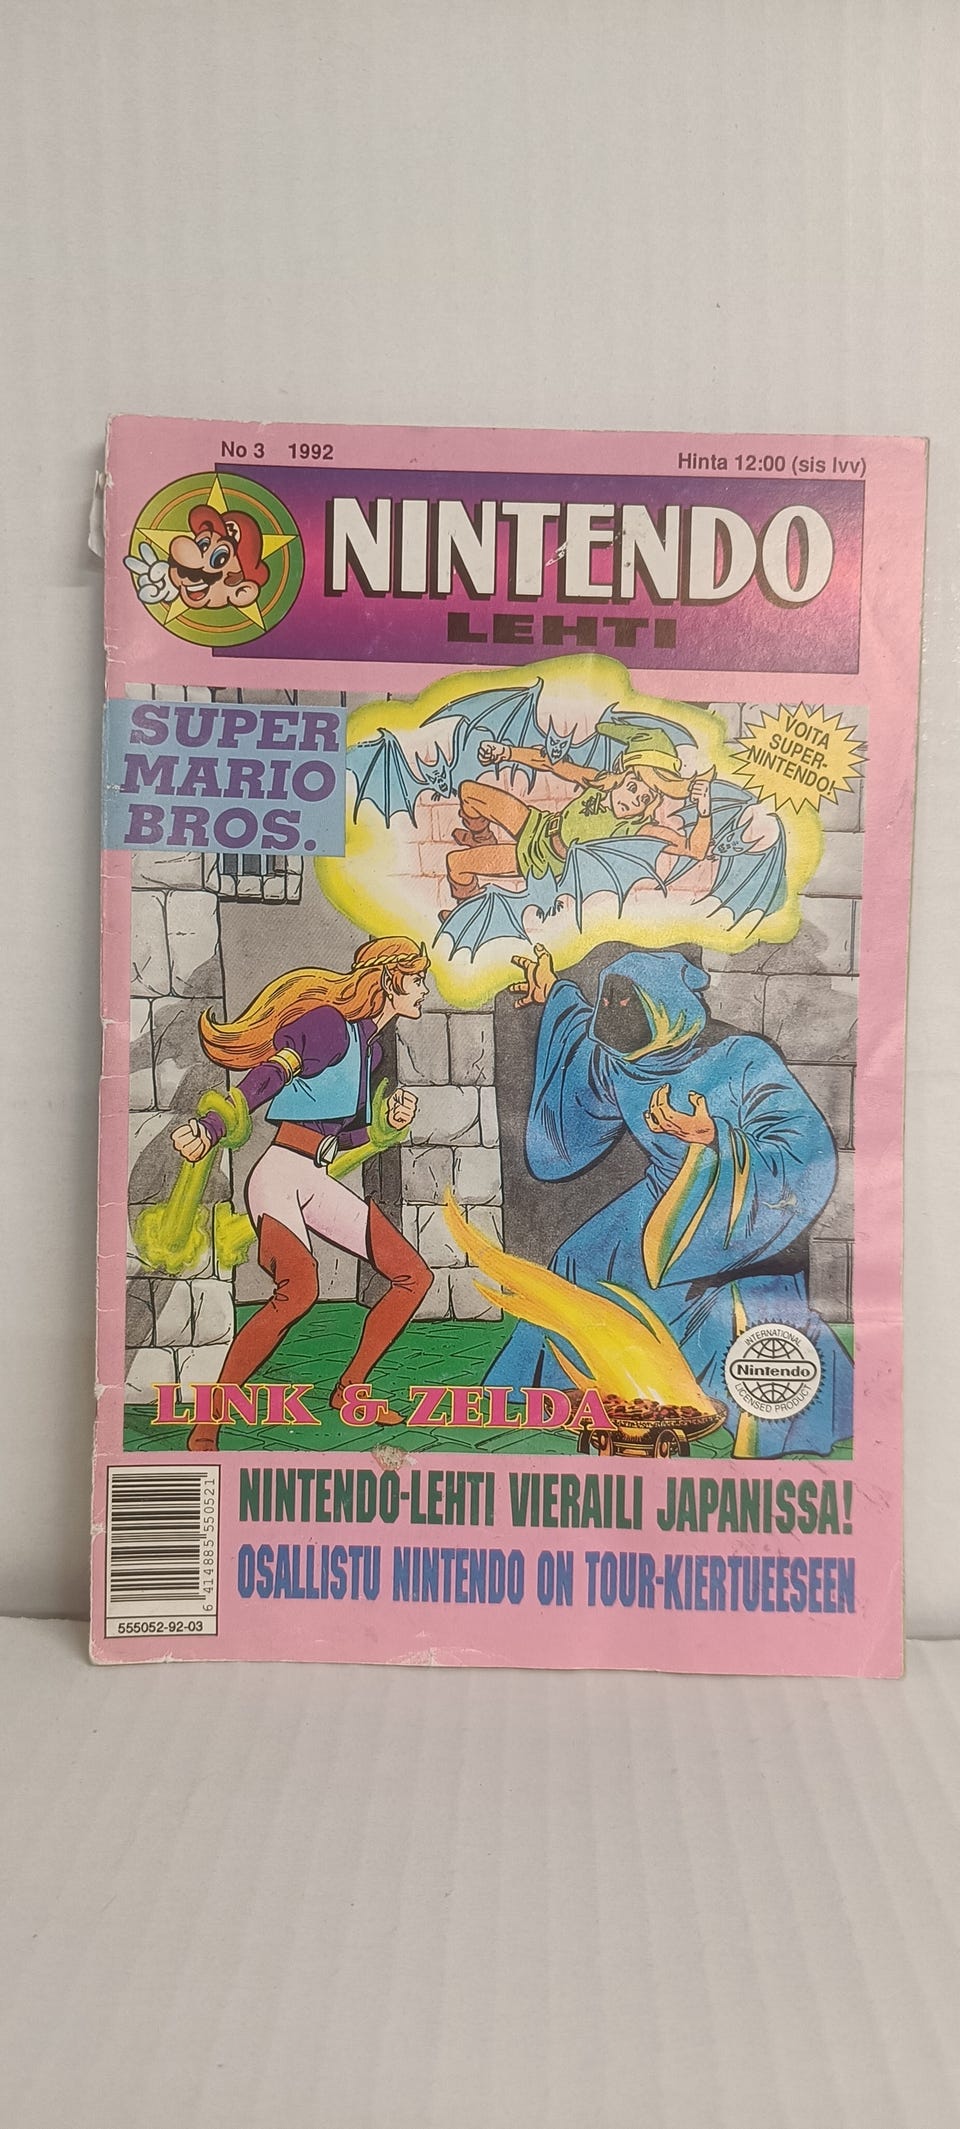 No 3 1992
Hinta 12:00 (sis lvv)
NINTENDO
LEHTI
SUPER
MARIO
BROS.
VOITA
SUPER-
NINTENDO!
INTERNATIONAL
Nintendo
LICENSED PRODUCT
LINK & ZELDA
NINTENDO-LEHTI VIERAILI JAPANISSA!
OSALLISTU NINTENDO ON TOUR-KIERTUEESEEN
6 414885 550521
555052-92-03